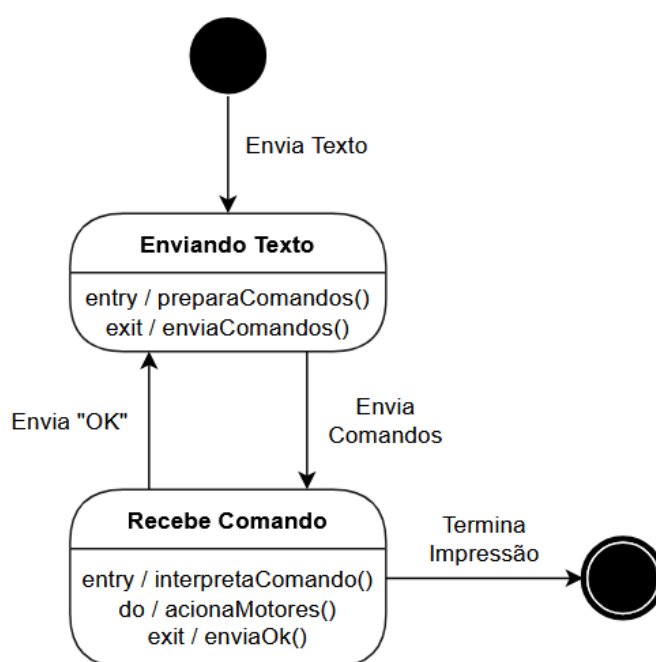 Envia Texto
Enviando Texto
entry / preparaComandos()
exit / enviaComandos()
Envia "OK"
Envia
Comandos
Recebe Comando
entry / interpretaComando()
do / acionaMotores()
exit / enviaOk()
Termina
Impressão